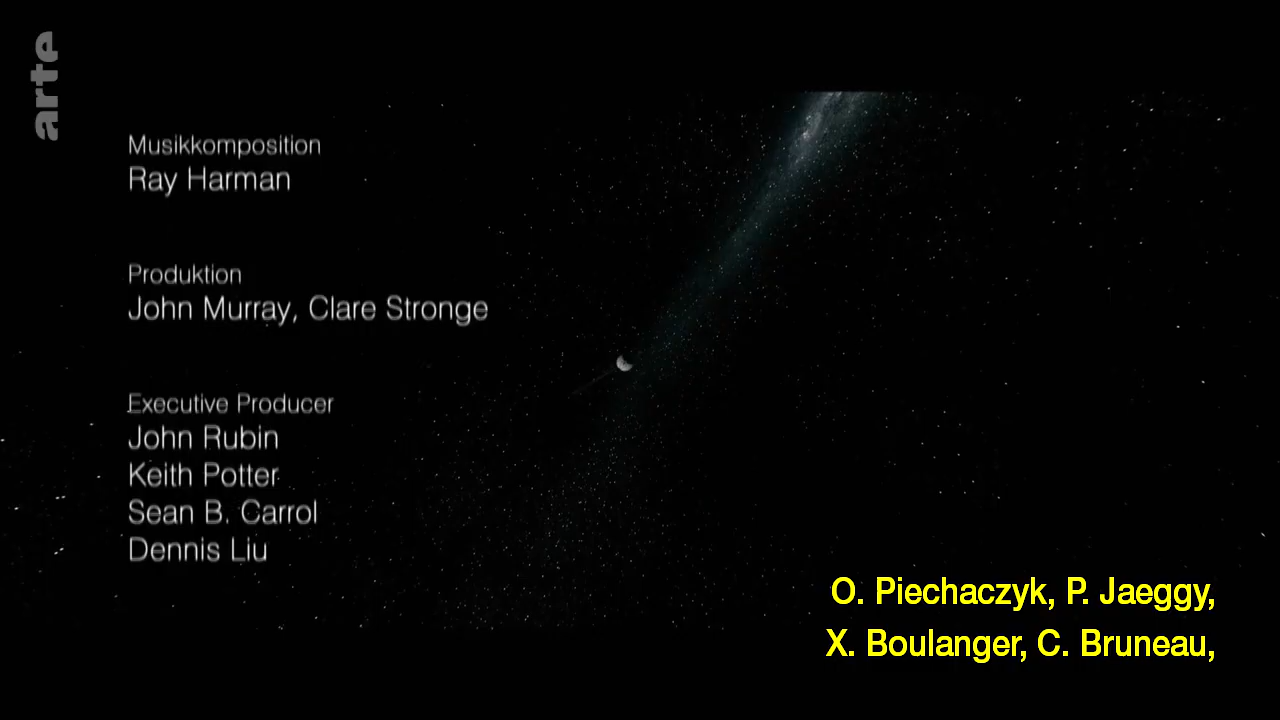 arte
Musikkomposition
Ray Harman
Produktion
John Murray, Clare Stronge
Executive Producer
John Rubin
Keith Potter
Sean B. Carrol
Dennis Liu
O. Piechaczyk, P. Jaeggy,
X. Boulanger, C. Bruneau,